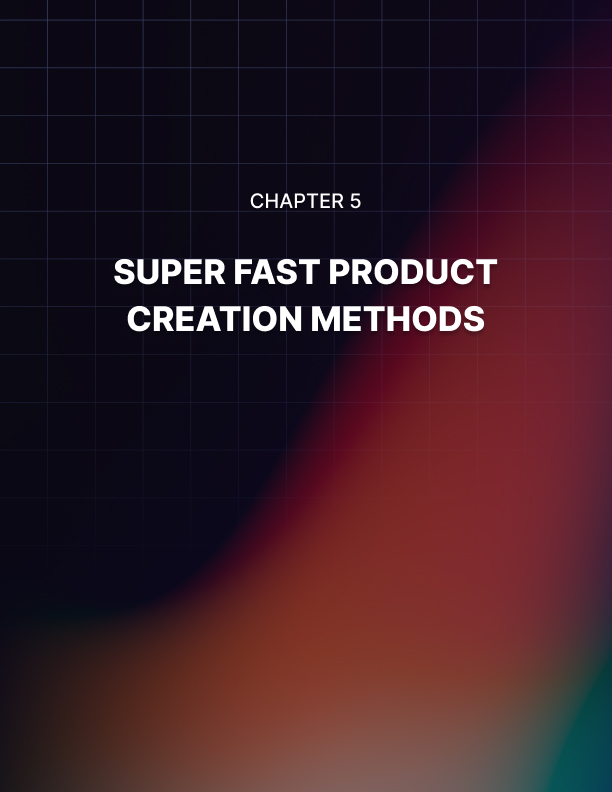 CHAPTER 5
SUPER FAST PRODUCT
CREATION METHODS